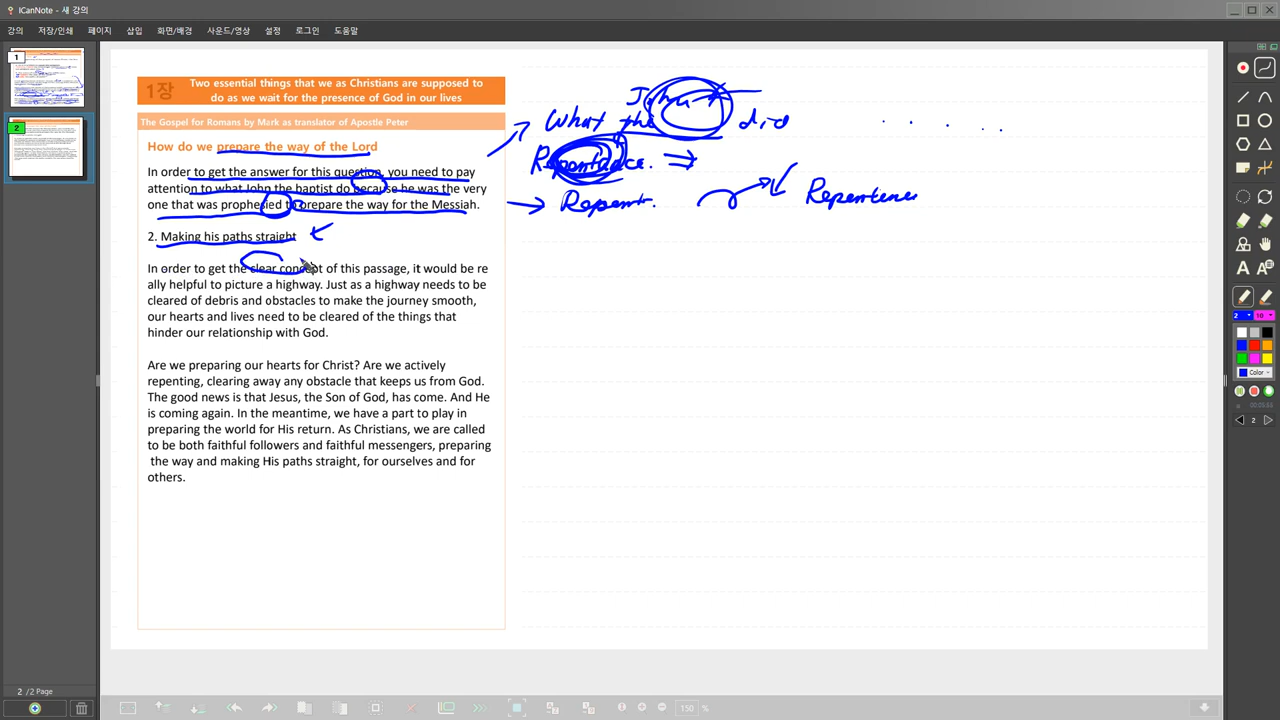 ICanNote - 새 강의
강의 저장/인쇄 페이지 삽입 화면/배경 사운드/영상 설정 로그인 도움말
1
2
1장
Two essential things that we as Christians are supposed to
do as we wait for the presence of God in our lives
The Gospel for Romans by Mark as translator of Apostle Peter
How do we prepare the way of the Lord
In order to get the answer for this question, you need to pay
attention to what John the baptist do because he was the very
one that was prophesied to prepare the way for the Messiah.
2. Making his paths straight
In order to get the clear concept of this passage, it would be re
ally helpful to picture a highway. Just as a highway needs to be
cleared of debris and obstacles to make the journey smooth,
our hearts and lives need to be cleared of the things that
hinder our relationship with God.
Are we preparing our hearts for Christ? Are we actively
repenting, clearing away any obstacle that keeps us from God.
The good news is that Jesus, the Son of God, has come. And He
is coming again. In the meantime, we have a part to play in
preparing the world for His return. As Christians, we are called
to be both faithful followers and faithful messengers, preparing
the way and making His paths straight, for ourselves and for
others.
What the did
Repentance.
Repent.
Color
2
10
2
2 /2 Page
150 %